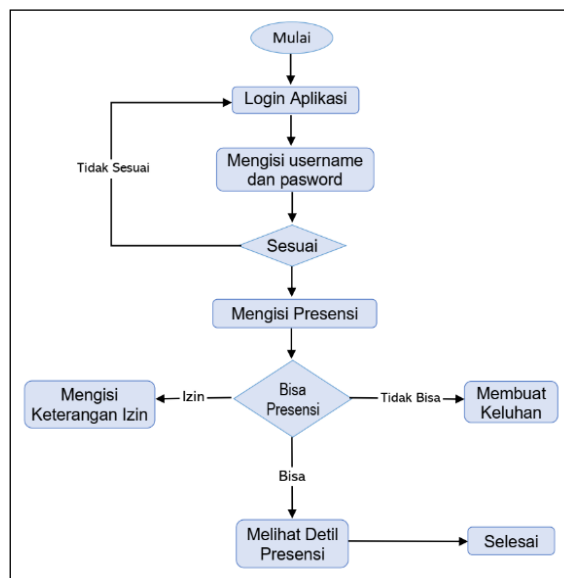 Mulai
Login Aplikasi
Tidak Sesuai
Mengisi username
dan pasword
Sesuai
Mengisi Presensi
Mengisi
Keterangan Izin
Izin
Bisa
Presensi
Tidak Bisa
Membuat
Keluhan
Bisa
Melihat Detil
Presensi
Selesai